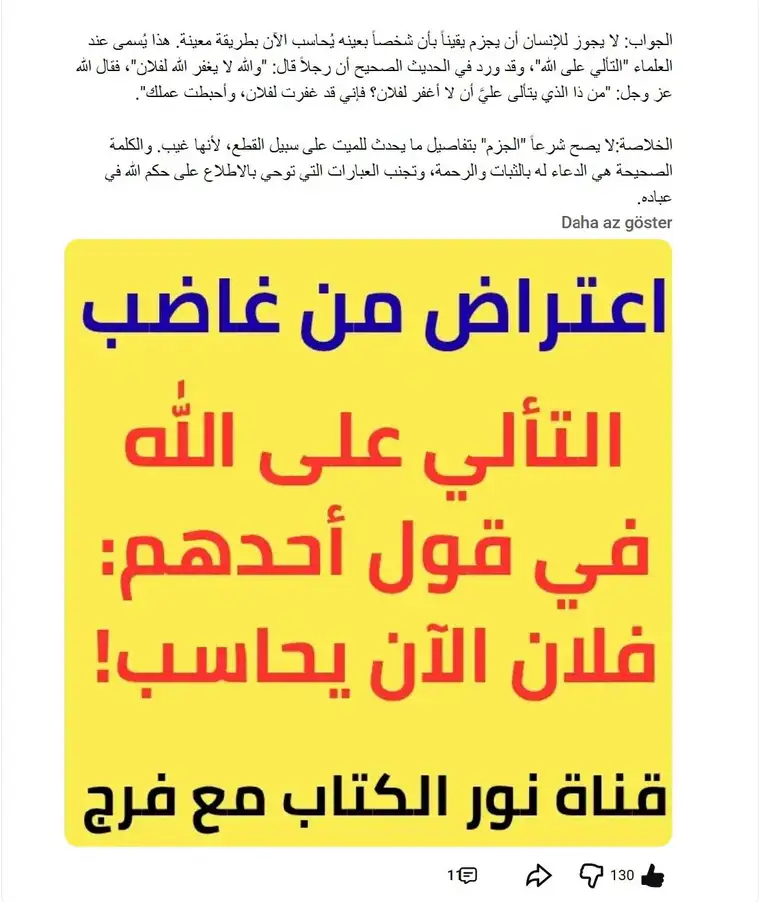 الجواب: لا يجوز للإنسان أن يجزم يقيناً بأن شخصاً بعينه يُحاسب الآن بطريقة معينة. هذا يُسمى عند
العلماء "التألي على الله"، وقد ورد في الحديث الصحيح أن رجلاً قال: "والله لا يغفر الله لفلان"، فقال الله
عز وجل: "من ذا الذي يتألى عليَّ أن لا أغفر لفلان؟ فإني قد غفرت لفلان، وأحبطت عملك".
الخلاصة:لا يصح شرعاً "الجزم" بتفاصيل ما يحدث للميت على سبيل القطع، لأنها غيب. والكلمة
الصحيحة هي الدعاء له بالثبات والرحمة، وتجنب العبارات التي توحي بالاطلاع على حكم الله في
عباده.
Daha az göster
اعتراض من غاضب
التألي على الله
في قول أحدهم:
فلان الآن يحاسب!
قناة نور الكتاب مع فرج
130
11